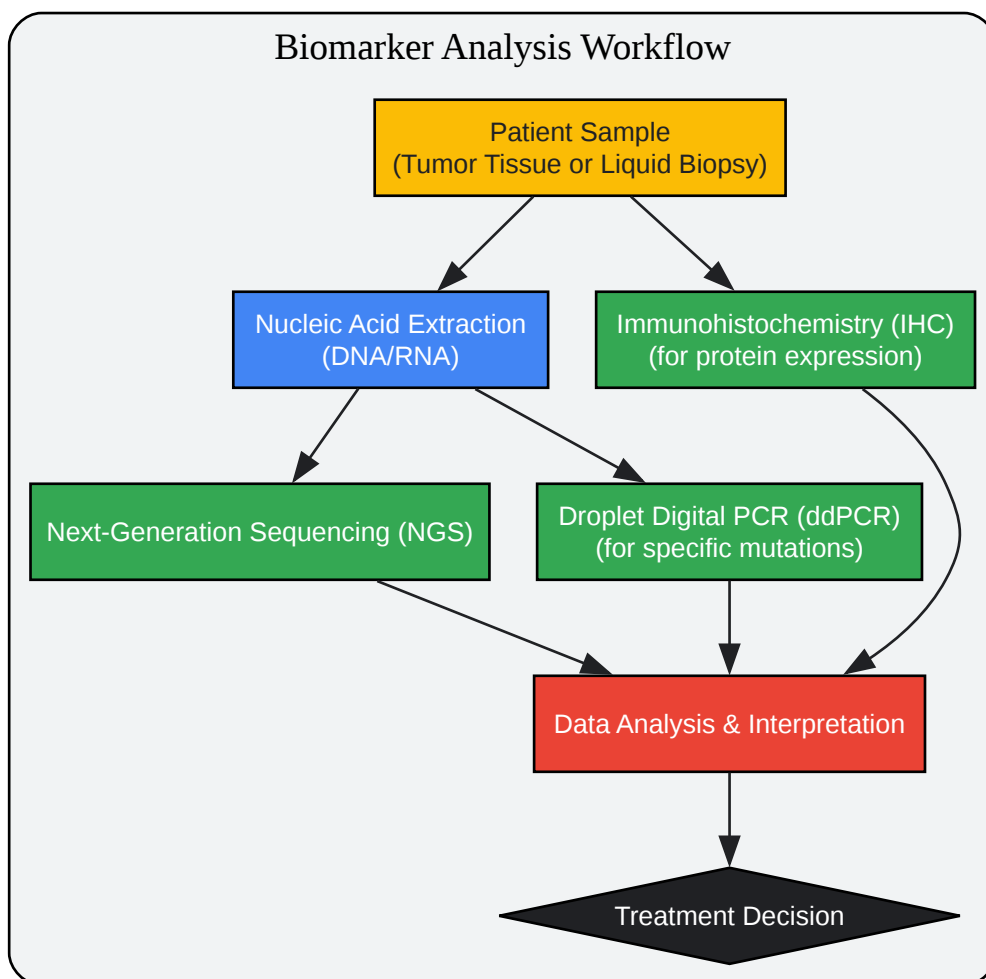 Biomarker Analysis Workflow
Patient Sample
(Tumor Tissue or Liquid Biopsy)
Nucleic Acid Extraction
(DNA/RNA)
Immunohistochemistry (IHC)
(for protein expression)
Next-Generation Sequencing (NGS)
Droplet Digital PCR (ddPCR)
(for specific mutations)
Data Analysis & Interpretation
Treatment Decision